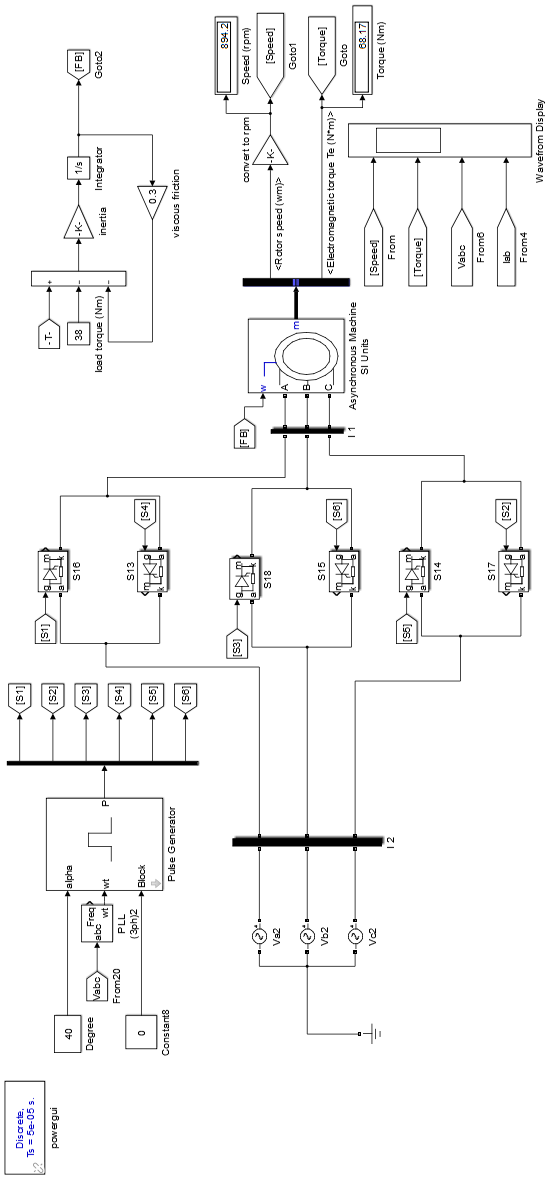 Discrete,
Ts = 5e-05 s.
powergui
40
Degree
Vabc
From20
0
Constant8
Freq
abc
wt
PLL
(3ph)2
alpha
wt
Block
P
Pulse Generator
[S1]
[S2]
[S3]
[S4]
[S5]
[S6]
Va2
Vb2
Vc2
I 2
[S1]
g
m
a
k
S16
[S4]
g
a
m
k
S13
[S3]
g
m
a
k
S18
[S6]
g
a
m
k
S15
[S5]
g
m
a
k
S14
[S2]
g
a
m
k
S17
I 1
[FB]
w
A
B
C
m
Asynchronous Machine
SI Units
<Rotor speed (wm)>
<Electromagnetic torque Te (N*m)>
-K-
convert to rpm
894.2
Speed (rpm)
[Speed]
Goto1
[Torque]
Goto
68.17
Torque (Nm)
-T-
38
load torque (Nm)
+
−
−
-K-
inertia
1/s
Integrator
0.3
viscous friction
[FB]
Goto2
[Speed]
From
[Torque]
Vabc
From6
Iab
From4
Wavefrom Display